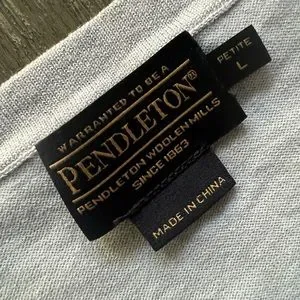 WARRANTED TO BE A
PENDLETON®
PENDLETON WOOLEN MILLS
SINCE 1863
PETITE
L
MADE IN CHINA